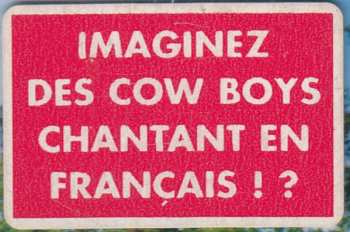 IMAGINEZ
DES COW BOYS
CHANTANT EN
FRANÇAIS ! ?